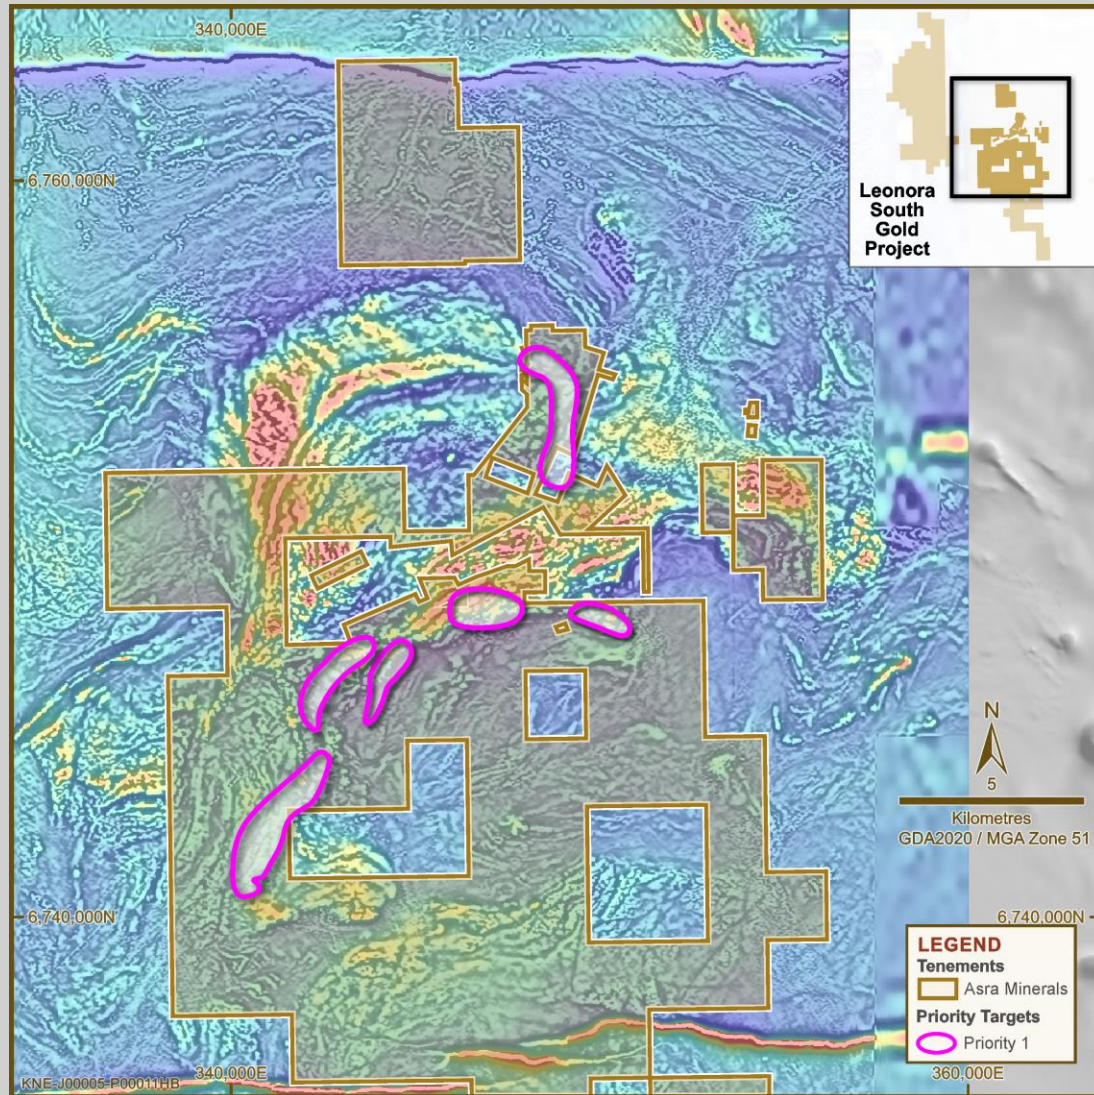 340,000E
6,760,000N
Leonora
South
Gold
Project
N
5
Kilometres
GDA2020 / MGA Zone 51
6,740,000N
6,740,000N
LEGEND
Tenements
Asra Minerals
Priority Targets
Priority 1
KNE-J00005-P00011HB
340,000E
360,000E